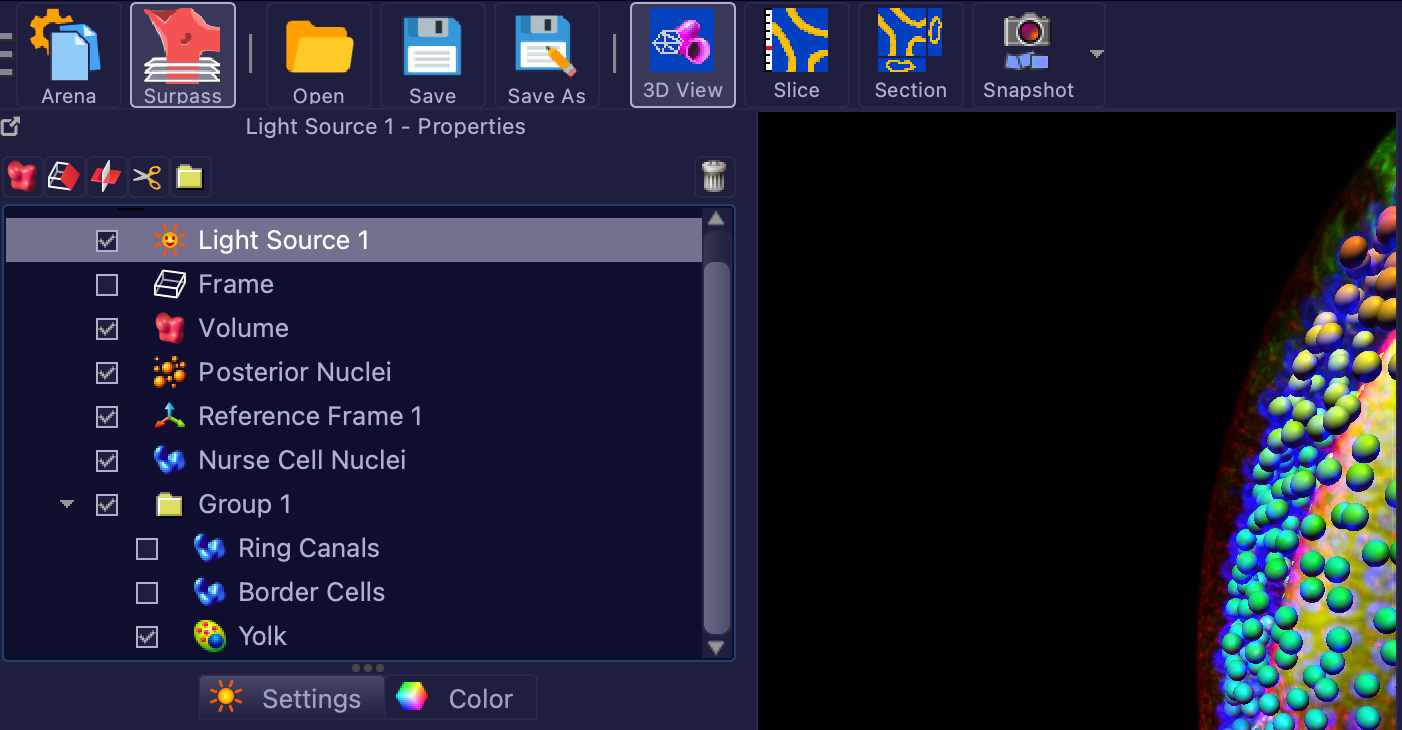 Arena Surpass Open Save Save As 3D View Slice Section Snapshot
Light Source 1 - Properties
Light Source 1
Frame
Volume
Posterior Nuclei
Reference Frame 1
Nurse Cell Nuclei
Group 1
Ring Canals
Border Cells
Yolk
Settings Color